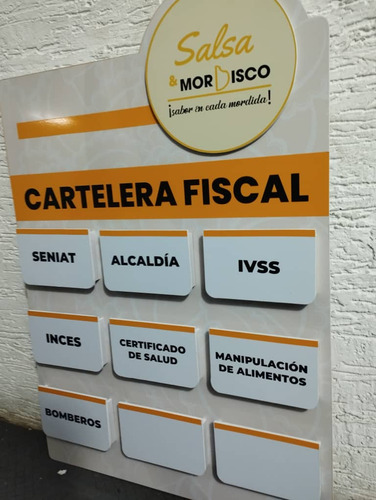 Salsa
& MORDISCO
¡sabor en cada mordida!
CARTELERA FISCAL
SENIAT
ALCALDÍA
IVSS
INCES
CERTIFICADO
DE SALUD
MANIPULACIÓN
DE ALIMENTOS
BOMBEROS